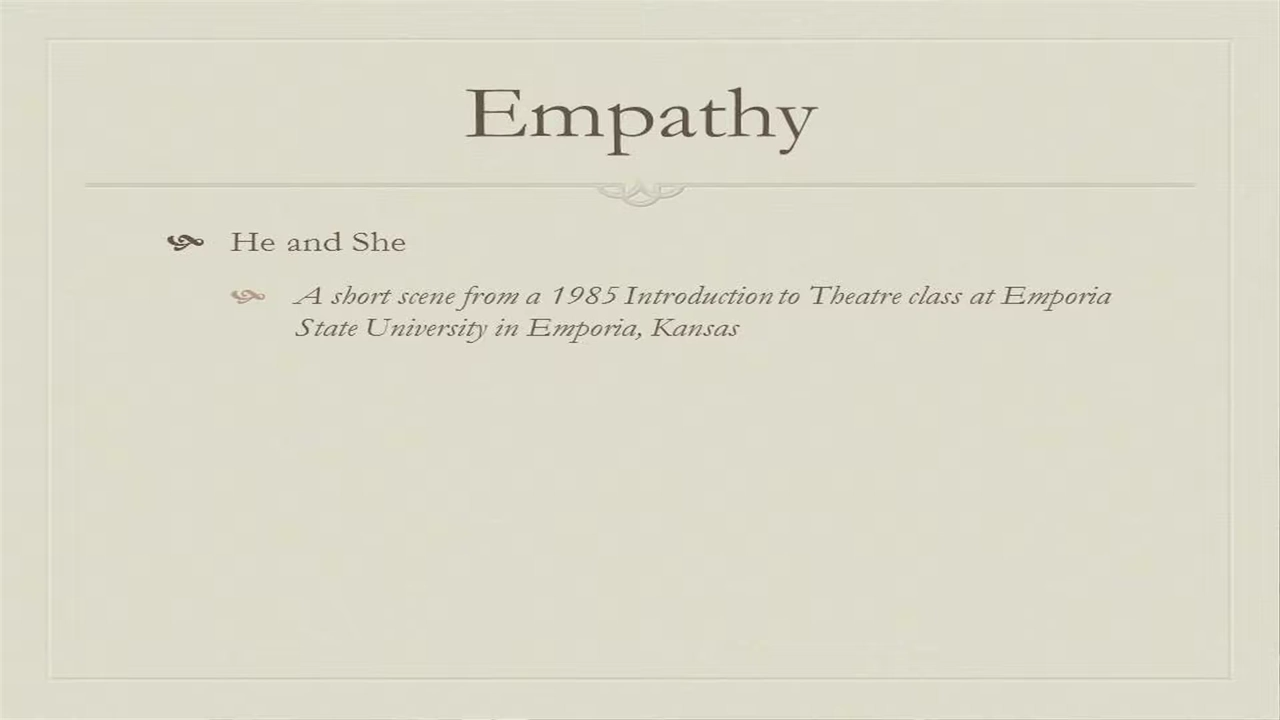 Empathy
He and She
A short scene from a 1985 Introduction to Theatre class at Emporia
State University in Emporia, Kansas